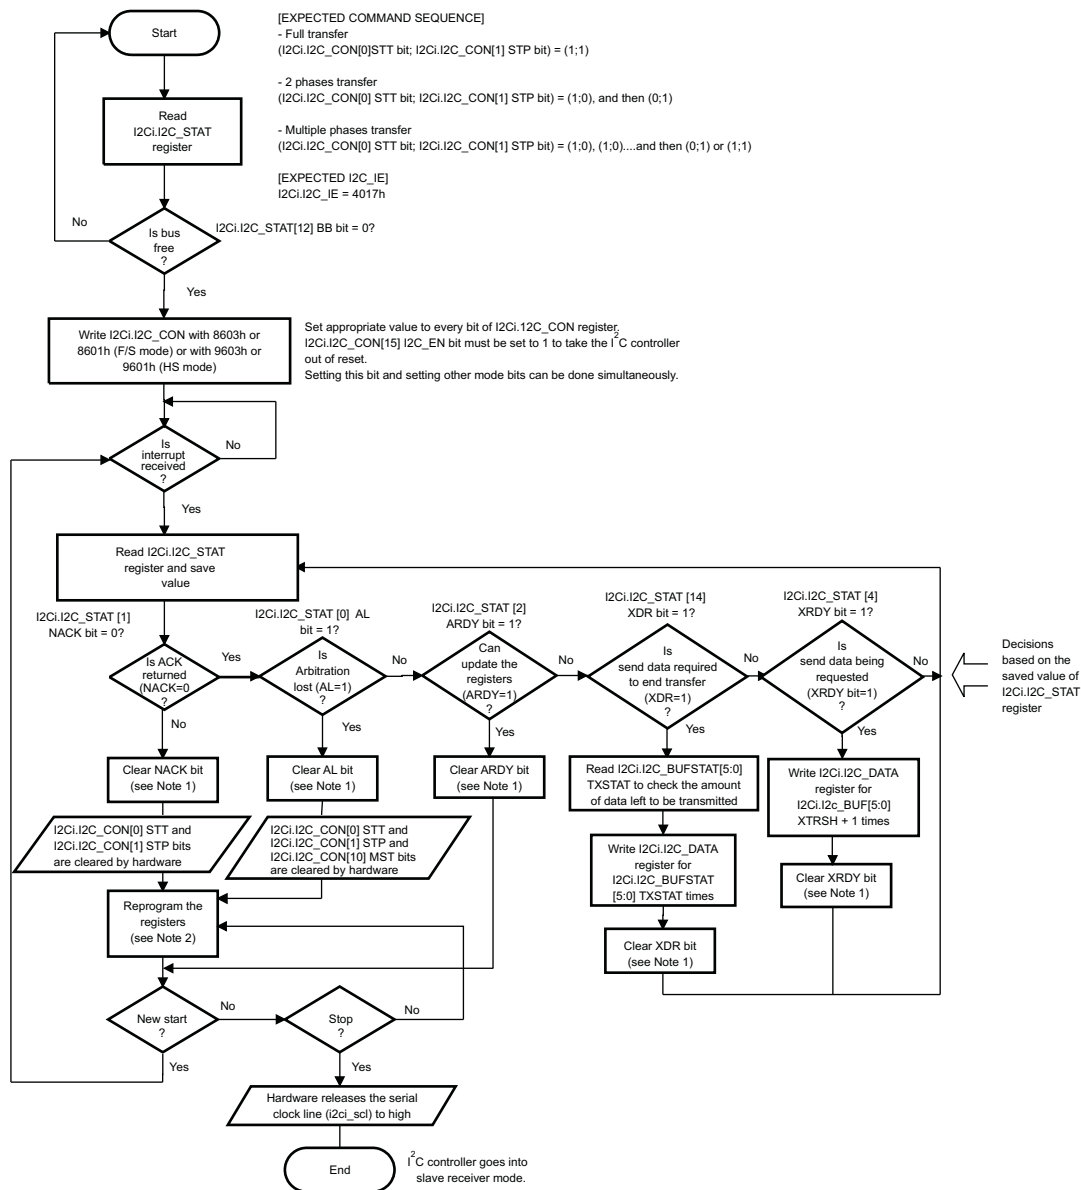 Start
[EXPECTED COMMAND SEQUENCE]
- Full transfer
(I2Ci.I2C_CON[0]STT bit; I2Ci.I2C_CON[1] STP bit) = (1;1)
- 2 phases transfer
(I2Ci.I2C_CON[0] STT bit; I2Ci.I2C_CON[1] STP bit) = (1;0), and then (0;1)
- Multiple phases transfer
(I2Ci.I2C_CON[0] STT bit; I2Ci.I2C_CON[1] STP bit) = (1;0), (1;0)....and then (0;1) or (1;1)
[EXPECTED I2C_IE]
I2Ci.I2C_IE = 4017h
Read
I2Ci.I2C_STAT
register
No
Is bus
free
?
I2Ci.I2C_STAT[12] BB bit = 0?
Yes
Write I2Ci.I2C_CON with 8603h or
8601h (F/S mode) or with 9603h or
9601h (HS mode)
Set appropriate value to every bit of I2Ci.12C_CON register.
I2Ci.I2C_CON[15] I2C_EN bit must be set to 1 to take the I2C controller
out of reset.
Setting this bit and setting other mode bits can be done simultaneously.
Is
interrupt
received
?
No
Yes
Read I2Ci.I2C_STAT
register and save
value
I2Ci.I2C_STAT [1]
NACK bit = 0?
Is ACK
returned
(NACK=0
?
Yes
No
I2Ci.I2C_STAT [0] AL
bit = 1?
Is
Arbitration
lost (AL=1)
?
No
Yes
I2Ci.I2C_STAT [2]
ARDY bit = 1?
Can
update the
registers
(ARDY=1)
?
No
Yes
I2Ci.I2C_STAT [14]
XDR bit = 1?
Is
send data required
to end transfer
(XDR=1)
?
No
Yes
I2Ci.I2C_STAT [4]
XRDY bit = 1?
Is
send data being
requested
(XRDY bit=1)
?
No
Yes
Decisions
based on the
saved value of
I2Ci.I2C_STAT
register
Clear NACK bit
(see Note 1)
Clear AL bit
(see Note 1)
Clear ARDY bit
(see Note 1)
Read I2Ci.I2C_BUFSTAT[5:0]
TXSTAT to check the amount
of data left to be transmitted
Write I2Ci.I2C_DATA
register for
I2Ci.I2c_BUF[5:0]
XTRSH + 1 times
I2Ci.I2C_CON[0] STT and
I2Ci.I2C_CON[1] STP bits
are cleared by hardware
I2Ci.I2C_CON[0] STT and
I2Ci.I2C_CON[1] STP and
I2Ci.I2C_CON[10] MST bits
are cleared by hardware
Write I2Ci.I2C_DATA
register for
I2Ci.I2C_BUFSTAT
[5:0] TXSTAT times
Clear XRDY bit
(see Note 1)
Reprogram the
registers
(see Note 2)
Clear XDR bit
(see Note 1)
New start
?
No
Yes
Stop
?
No
Yes
Hardware releases the serial
clock line (i2ci_scl) to high
End
I2C controller goes into
slave receiver mode.